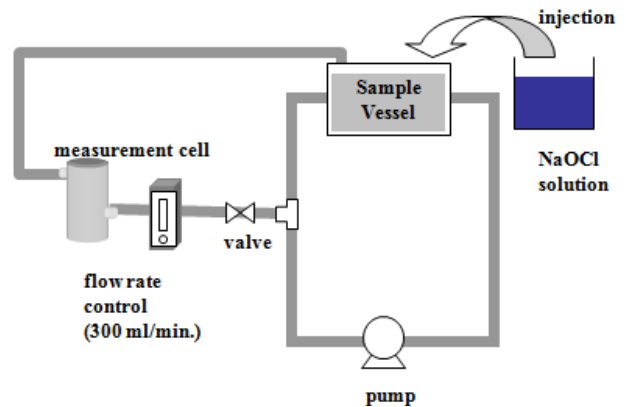 injection
Sample
Vessel
measurement cell
NaOCl
solution
valve
flow rate
control
(300 ml/min.)
pump